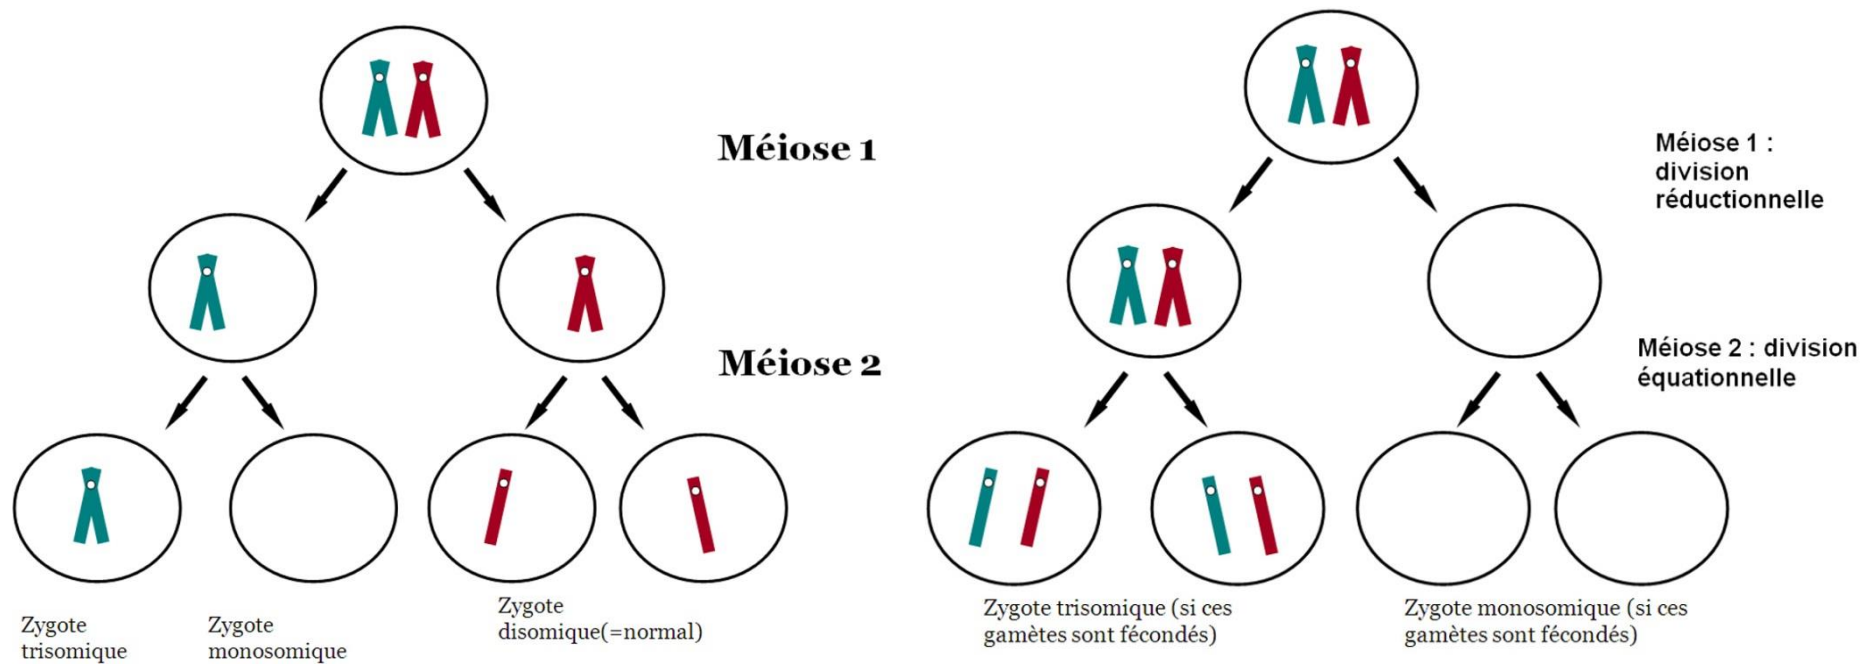 Méiose 1
Méiose 2
Zygote
trisomique
Zygote
monosomique
Zygote
disomique(=normal)
Méiose 1 :
division
réductionnelle
Méiose 2 : division
équationnelle
Zygote trisomique (si ces
gamètes sont fécondés)
Zygote monosomique (si ces
gamètes sont fécondés)